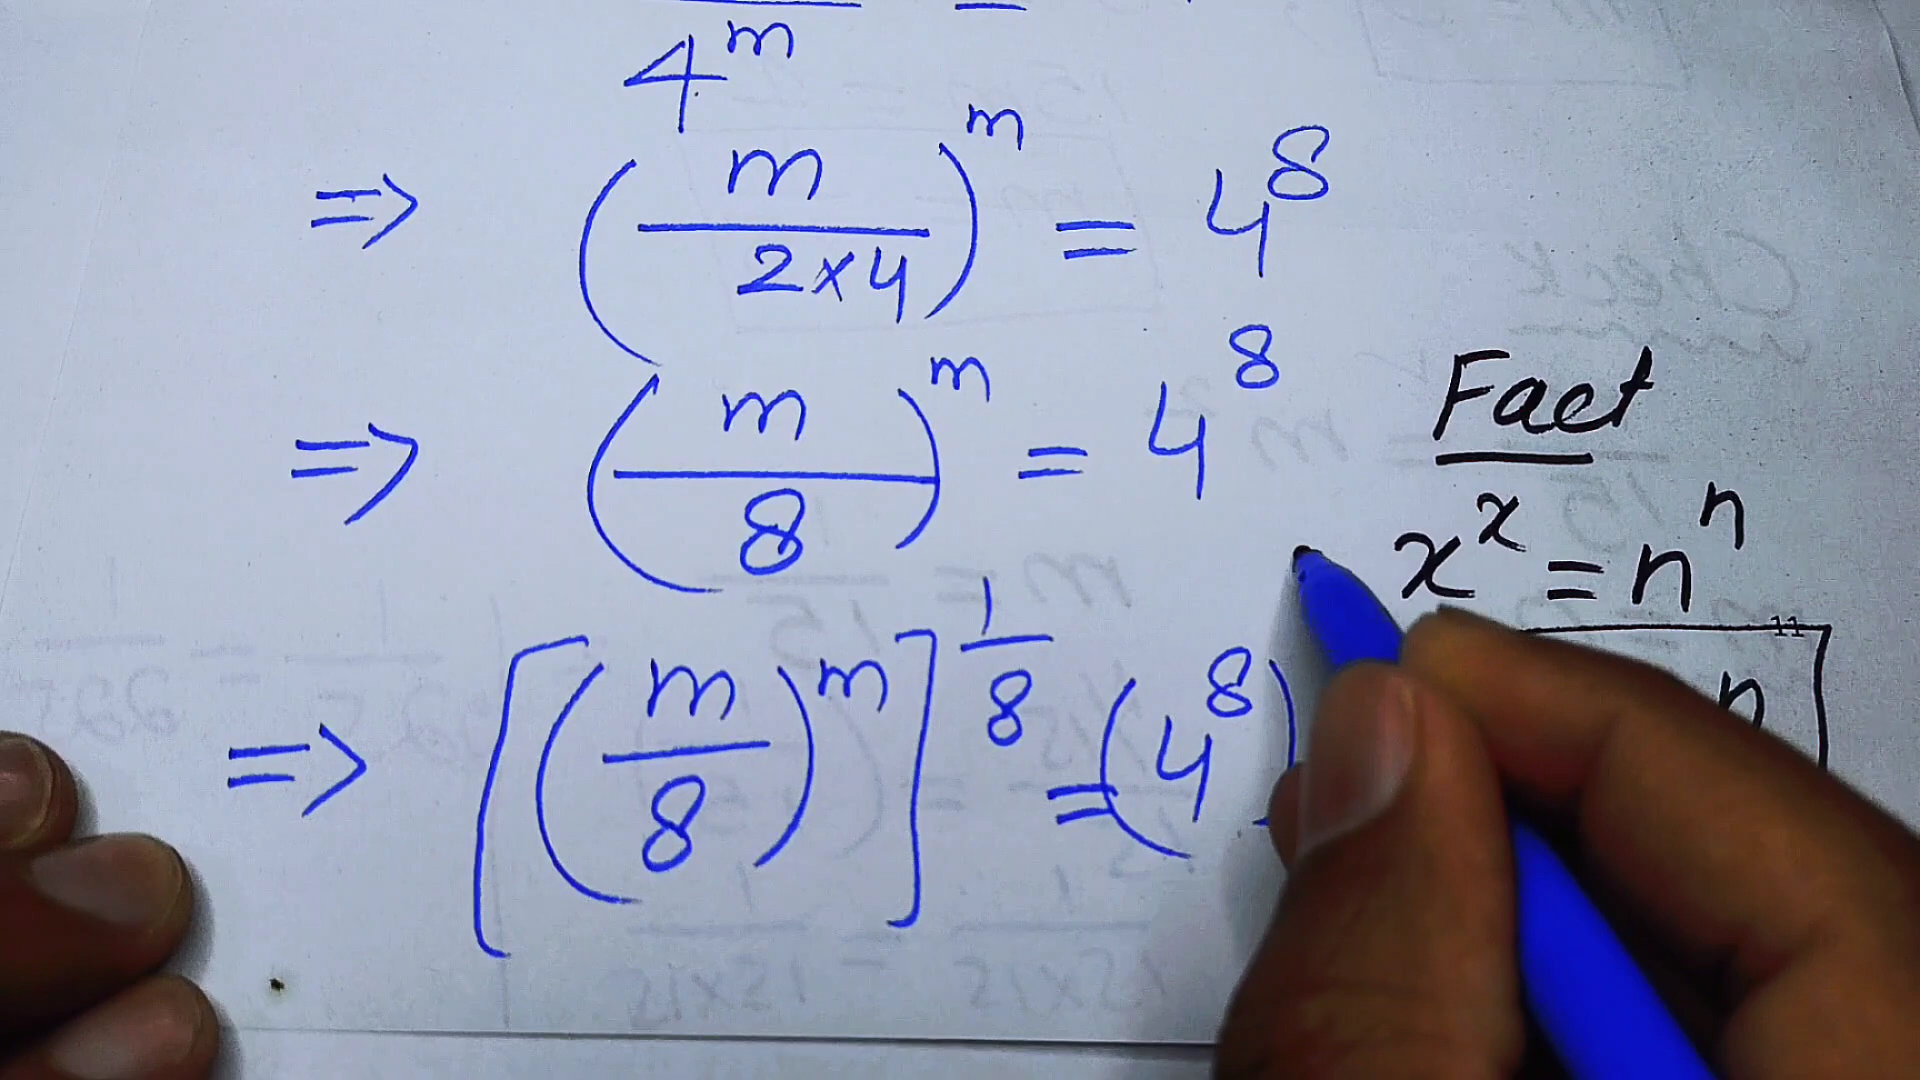 4^m
⇒ (m/(2×4))^m = 4^8
⇒ (m/8)^m = 4^8
⇒ [(m/8)^m]^(1/8) = (4^8)
Fact
x^x = n^n
n